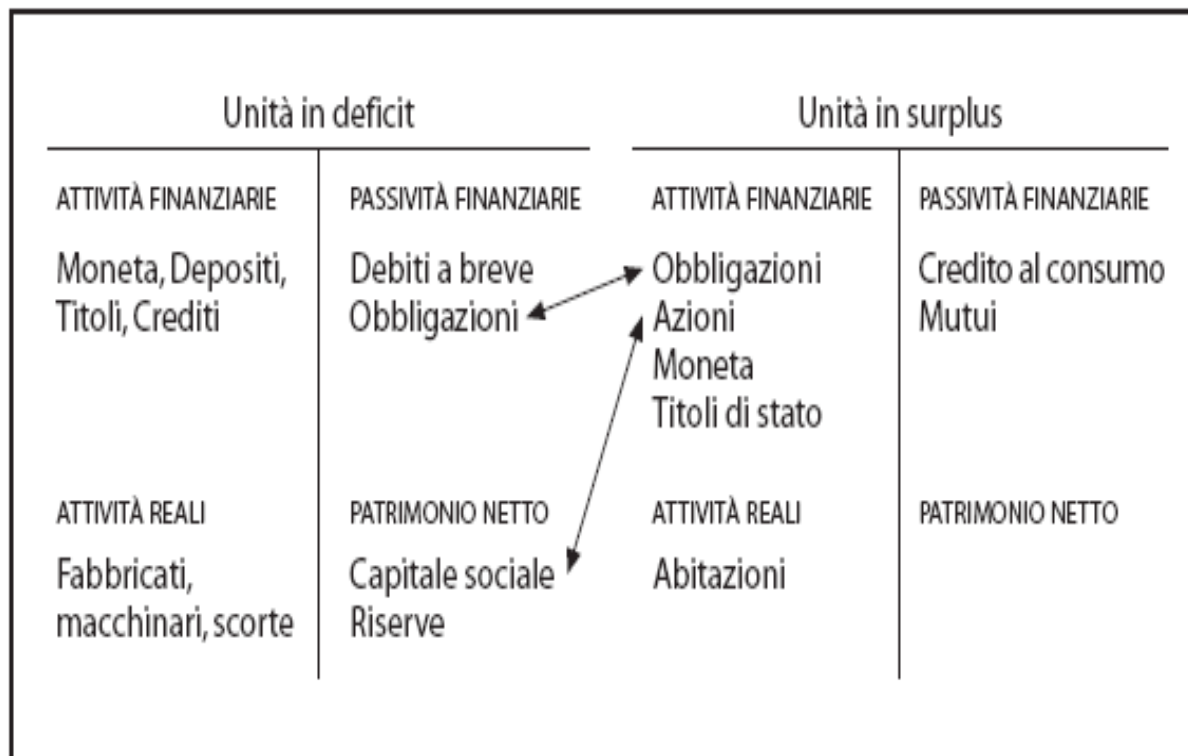 Unità in deficit
Unità in surplus
ATTIVITÀ FINANZIARIE
Moneta, Depositi,
Titoli, Crediti
PASSIVITÀ FINANZIARIE
Debiti a breve
Obbligazioni
ATTIVITÀ FINANZIARIE
Obbligazioni
Azioni
Moneta
Titoli di stato
PASSIVITÀ FINANZIARIE
Credito al consumo
Mutui
ATTIVITÀ REALI
Fabbricati,
macchinari, scorte
PATRIMONIO NETTO
Capitale sociale
Riserve
ATTIVITÀ REALI
Abitazioni
PATRIMONIO NETTO